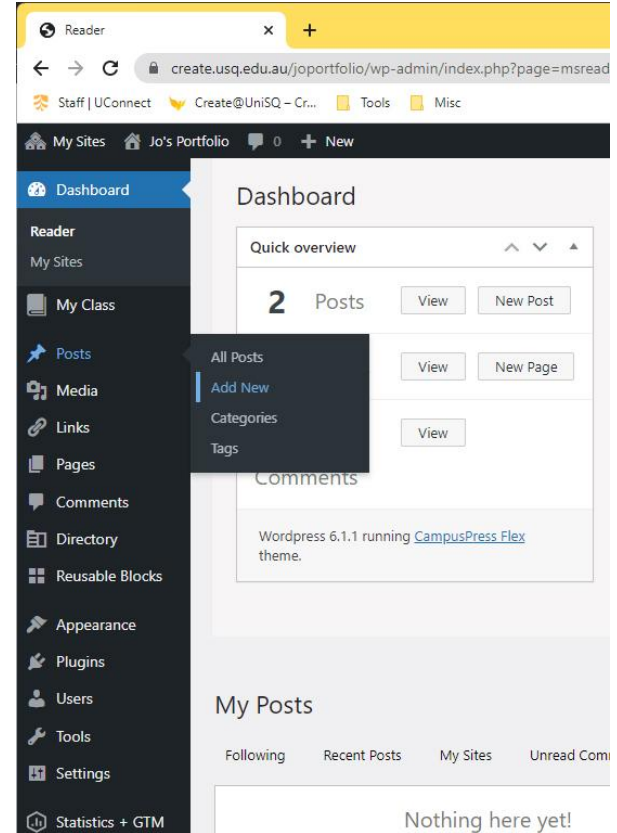 Reader
create.usq.edu.au/joportfolio/wp-admin/index.php?page=msread
Staff | UConnect Create@UniSQ – Cr... Tools Misc
My Sites Jo's Portfolio 0 New
Dashboard
Reader
My Sites
My Class
Posts
All Posts
Add New
Categories
Tags
Media
Links
Pages
Comments
Directory
Reusable Blocks
Appearance
Plugins
Users
Tools
Settings
Statistics + GTM
Dashboard
Quick overview
2 Posts View New Post
View New Page
View
Comments
Wordpress 6.1.1 running CampusPress Flex
theme.
My Posts
Following Recent Posts My Sites Unread Com
Nothing here yet!